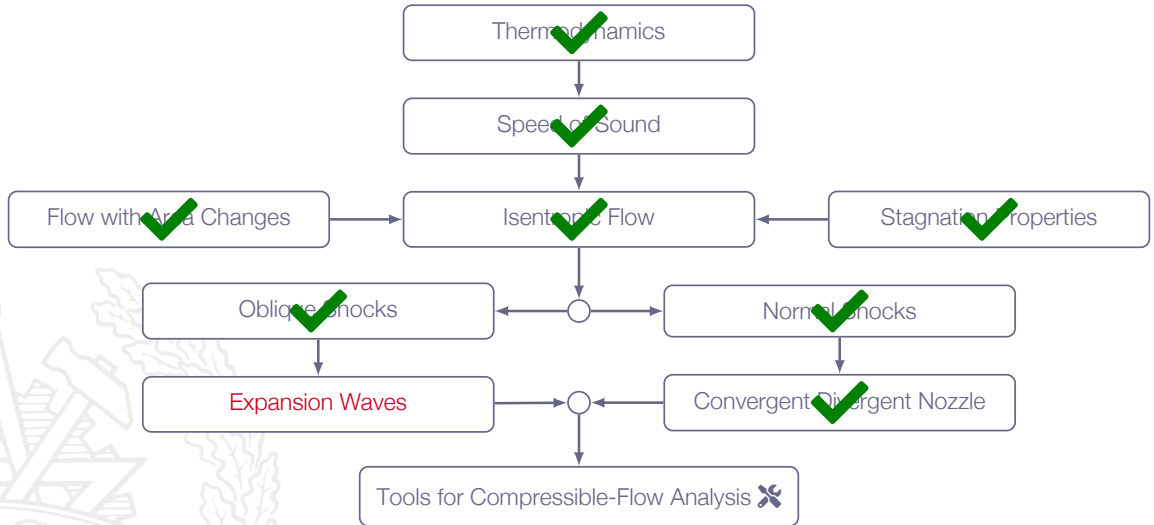 Thermodynamics
Speed of Sound
Flow with Area Changes
Isentropic Flow
Stagnation Properties
Oblique Shocks
Normal Shocks
Expansion Waves
Convergent Divergent Nozzle
Tools for Compressible-Flow Analysis